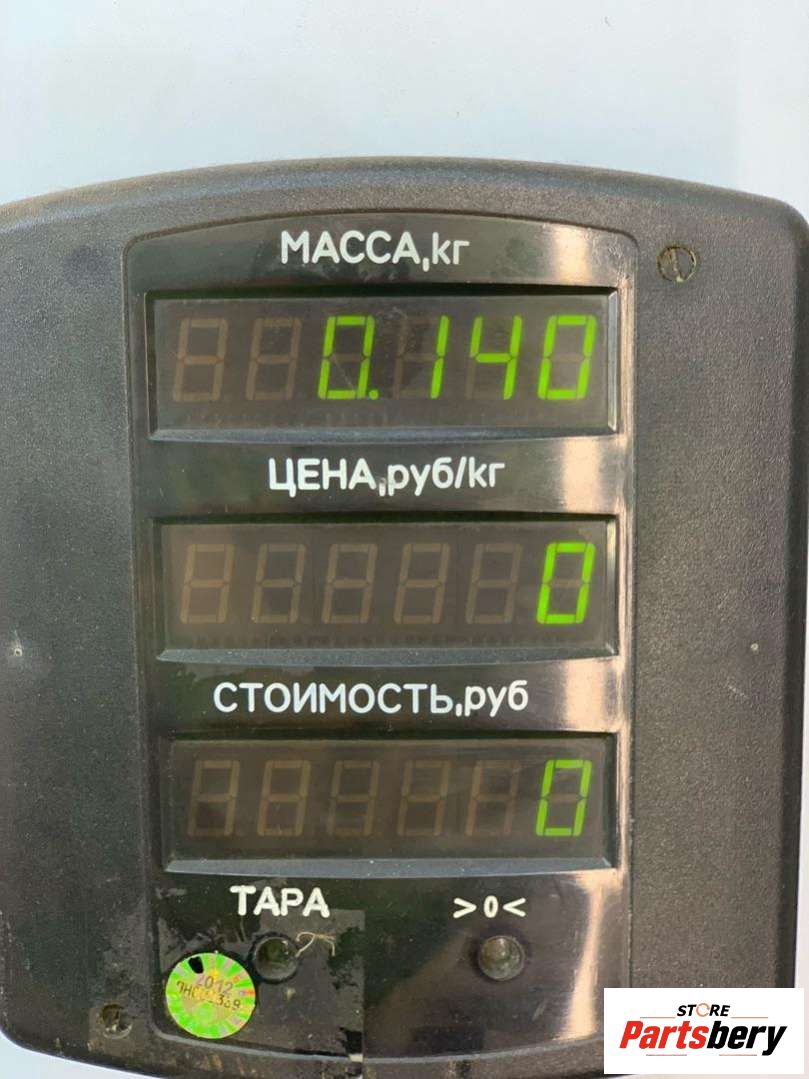 МАССА,кг
0.140
ЦЕНА,руб/кг
0
СТОИМОСТЬ,руб
0
ТАРА >0<
2012
STORE
Partsbery